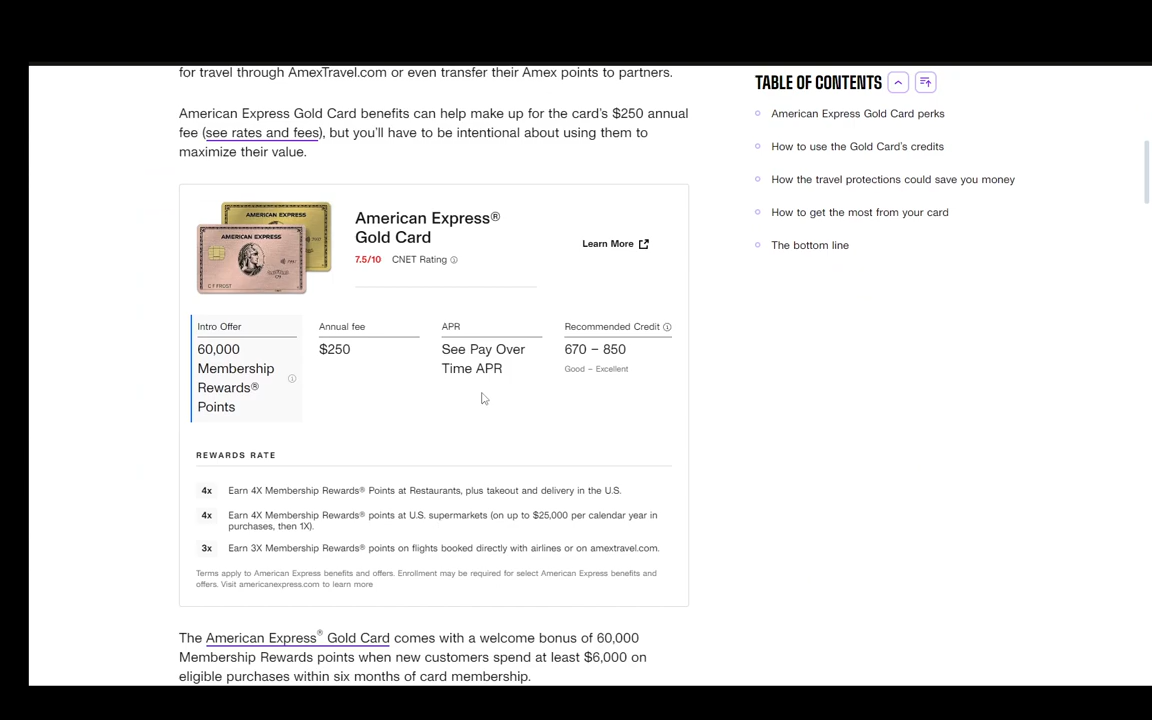 for travel through AmexTravel.com or even transfer their Amex points to partners.
American Express Gold Card benefits can help make up for the card's $250 annual
fee (see rates and fees), but you'll have to be intentional about using them to
maximize their value.
AMERICAN EXPRESS
AMERICAN EXPRESS
C F FROST
American Express®
Gold Card
7.5/10 CNET Rating
Learn More
Intro Offer
60,000
Membership
Rewards®
Points
Annual fee
$250
APR
See Pay Over
Time APR
Recommended Credit
670 – 850
Good – Excellent
REWARDS RATE
4x Earn 4X Membership Rewards® Points at Restaurants, plus takeout and delivery in the U.S.
4x Earn 4X Membership Rewards® points at U.S. supermarkets (on up to $25,000 per calendar year in
purchases, then 1X).
3x Earn 3X Membership Rewards® points on flights booked directly with airlines or on amextravel.com.
Terms apply to American Express benefits and offers. Enrollment may be required for select American Express benefits and
offers. Visit americanexpress.com to learn more
The American Express® Gold Card comes with a welcome bonus of 60,000
Membership Rewards points when new customers spend at least $6,000 on
eligible purchases within six months of card membership.
TABLE OF CONTENTS
American Express Gold Card perks
How to use the Gold Card's credits
How the travel protections could save you money
How to get the most from your card
The bottom line